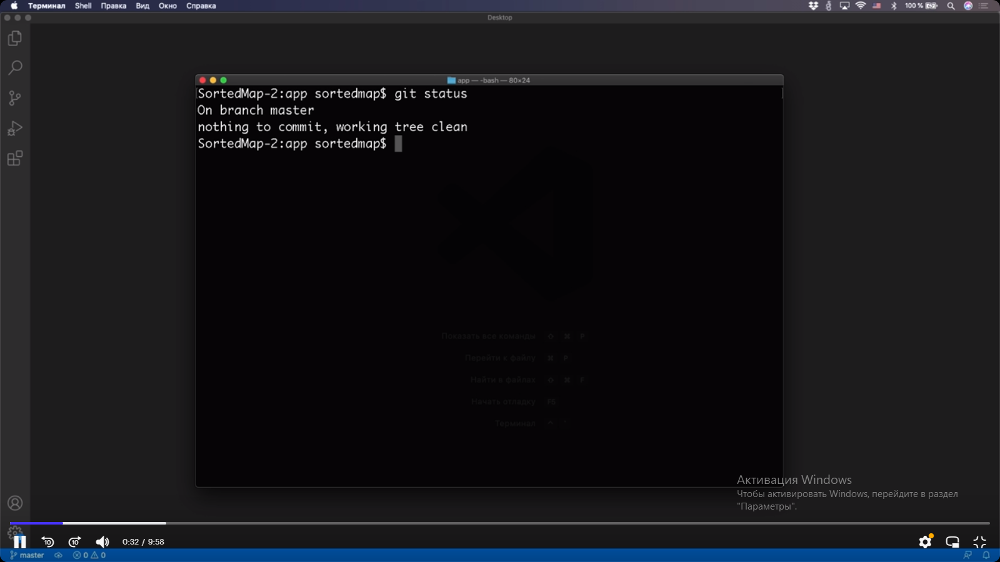 Терминал Shell Правка Вид Окно Справка 100 %
Desktop
app — -bash — 80×24
SortedMap-2:app sortedmap$ git status
On branch master
nothing to commit, working tree clean
SortedMap-2:app sortedmap$
Показать все команды ⇧ ⌘ P
Перейти к файлу ⌘ P
Найти в файлах ⇧ ⌘ F
Начать отладку F5
Терминал ^ `
Активация Windows
Чтобы активировать Windows, перейдите в раздел
"Параметры".
10 10 0:32 / 9:58
master 0 0